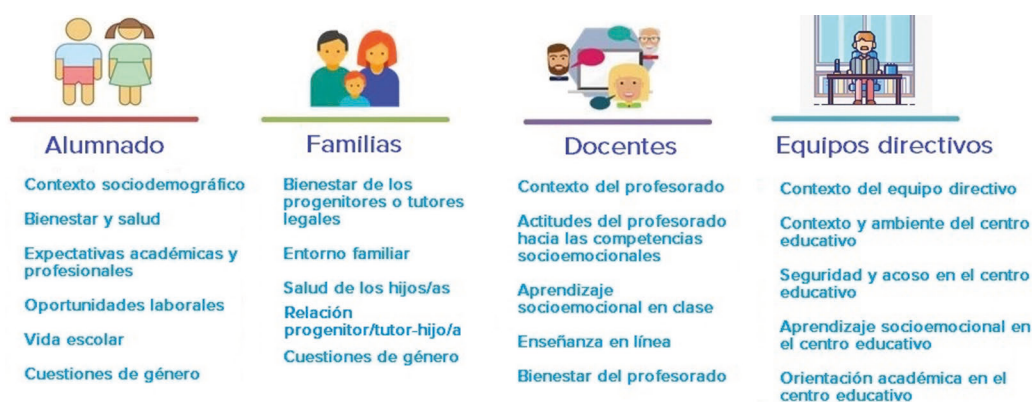 Alumnado
Contexto sociodemográfico
Bienestar y salud
Expectativas académicas y
profesionales
Oportunidades laborales
Vida escolar
Cuestiones de género
Familias
Bienestar de los
progenitores o tutores
legales
Entorno familiar
Salud de los hijos/as
Relación
progenitor/tutor-hijo/a
Cuestiones de género
Docentes
Contexto del profesorado
Actitudes del profesorado
hacia las competencias
socioemocionales
Aprendizaje
socioemocional en clase
Enseñanza en línea
Bienestar del profesorado
Equipos directivos
Contexto del equipo directivo
Contexto y ambiente del centro
educativo
Seguridad y acoso en el centro
educativo
Aprendizaje socioemocional en
el centro educativo
Orientación académica en el
centro educativo